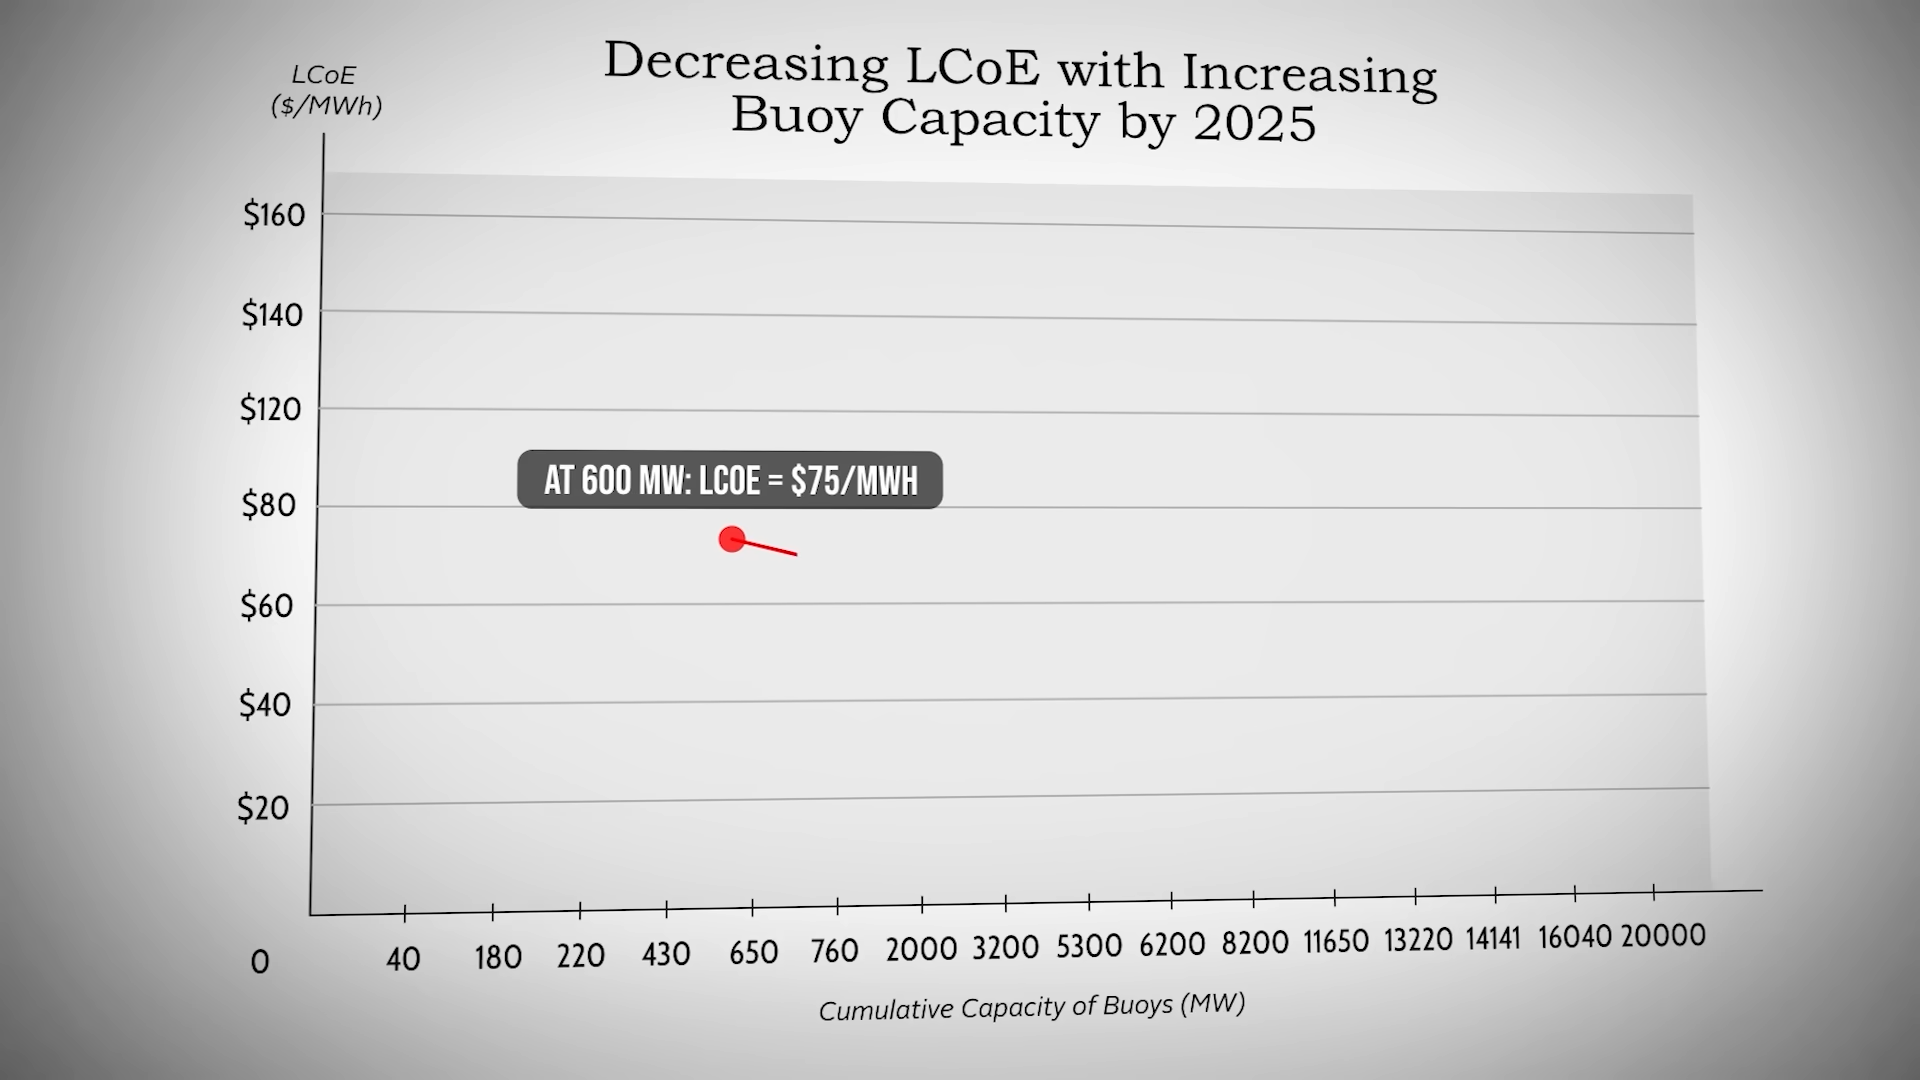 LCoE
($/MWh)
Decreasing LCoE with Increasing
Buoy Capacity by 2025
$160
$140
$120
AT 600 MW: LCOE = $75/MWH
$80
$60
$40
$20
0 40 180 220 430 650 760 2000 3200 5300 6200 8200 11650 13220 14141 16040 20000
Cumulative Capacity of Buoys (MW)